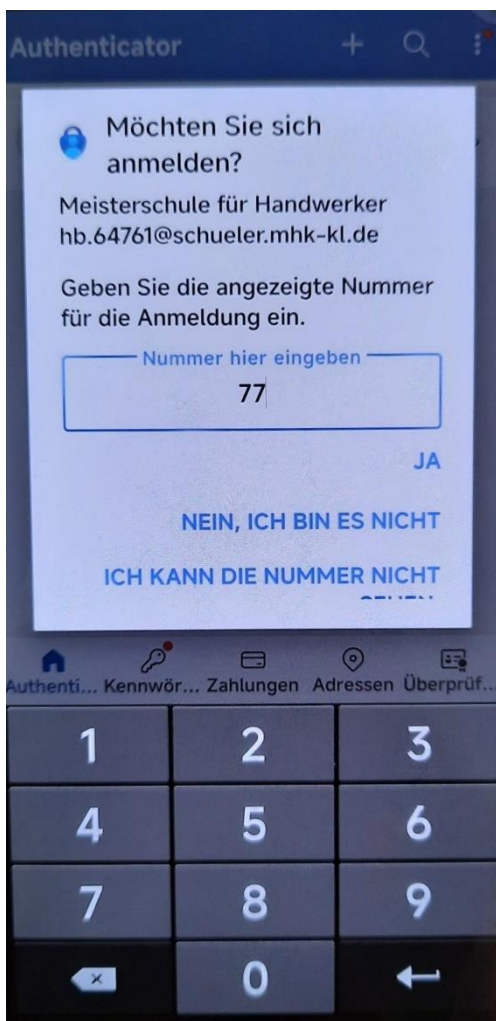 Authenticator
Möchten Sie sich
anmelden?
Meisterschule für Handwerker
hb.64761@schueler.mhk-kl.de
Geben Sie die angezeigte Nummer
für die Anmeldung ein.
Nummer hier eingeben
77
JA
NEIN, ICH BIN ES NICHT
ICH KANN DIE NUMMER NICHT
Authenti... Kennwör... Zahlungen Adressen Überprüf...
1 2 3
4 5 6
7 8 9
0